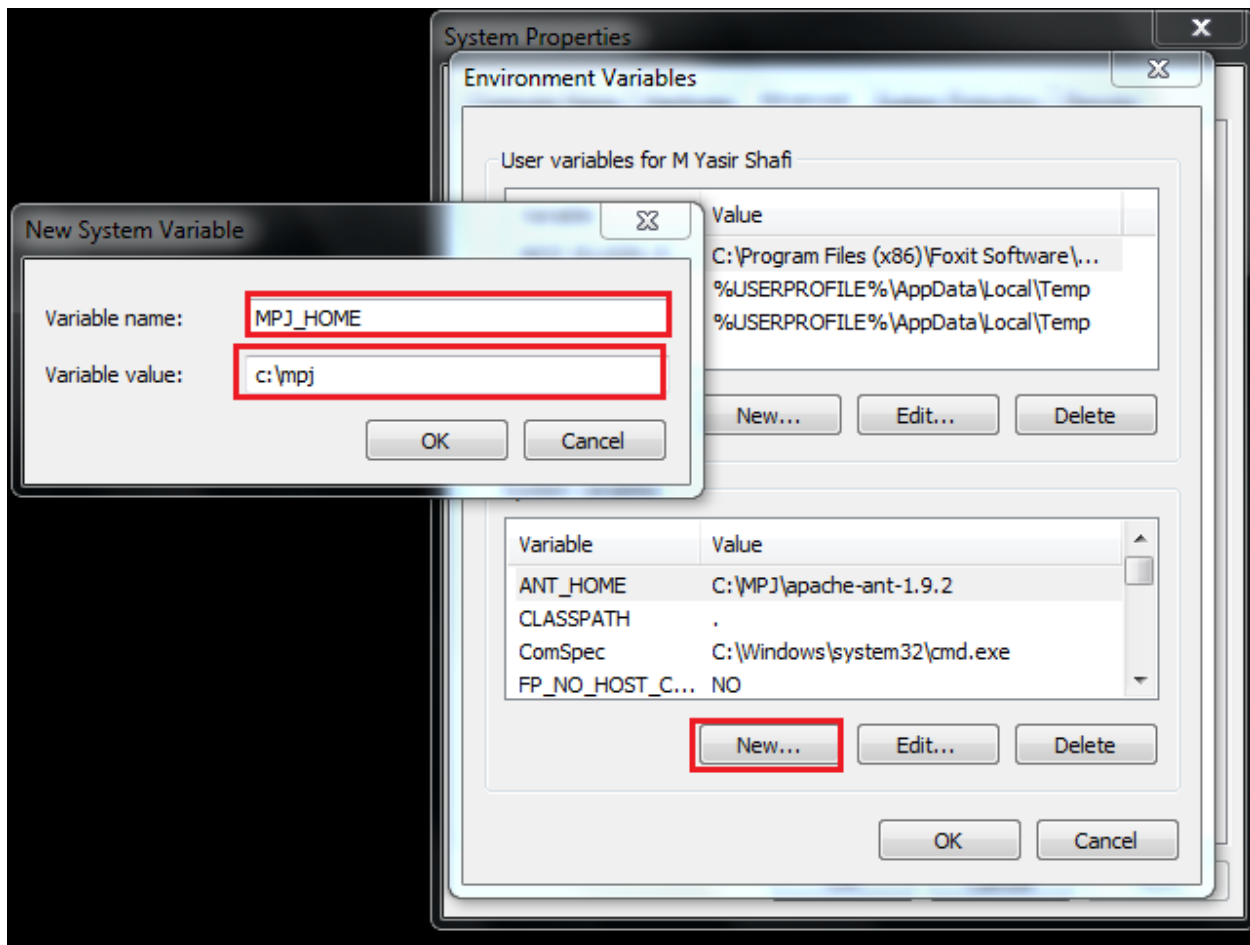 System Properties
Environment Variables
User variables for M Yasir Shafi
Value
C:\Program Files (x86)\Foxit Software\...
%USERPROFILE%\AppData\Local\Temp
%USERPROFILE%\AppData\Local\Temp
New... Edit... Delete
New System Variable
Variable name: MPJ_HOME
Variable value: c:\mpj
OK Cancel
Variable Value
ANT_HOME C:\MPJ\apache-ant-1.9.2
CLASSPATH .
ComSpec C:\Windows\system32\cmd.exe
FP_NO_HOST_C... NO
New... Edit... Delete
OK Cancel